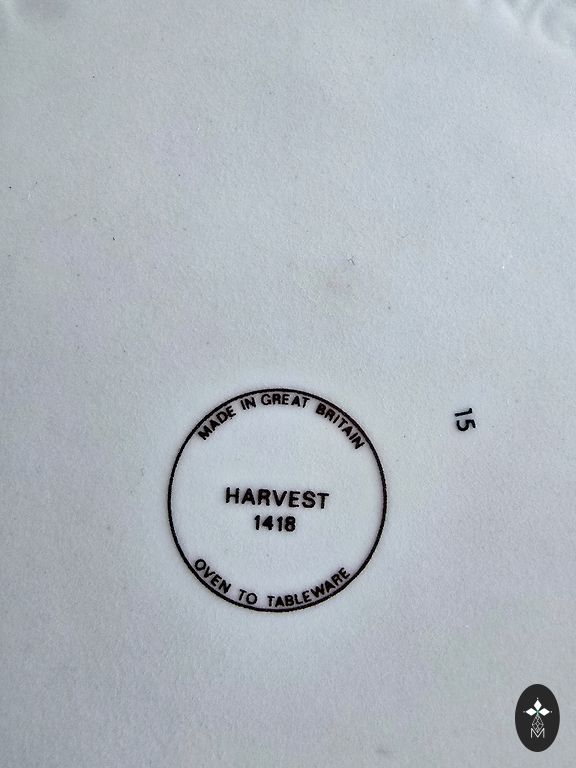 MADE IN GREAT BRITAIN
HARVEST
1418
OVEN TO TABLEWARE
15
M